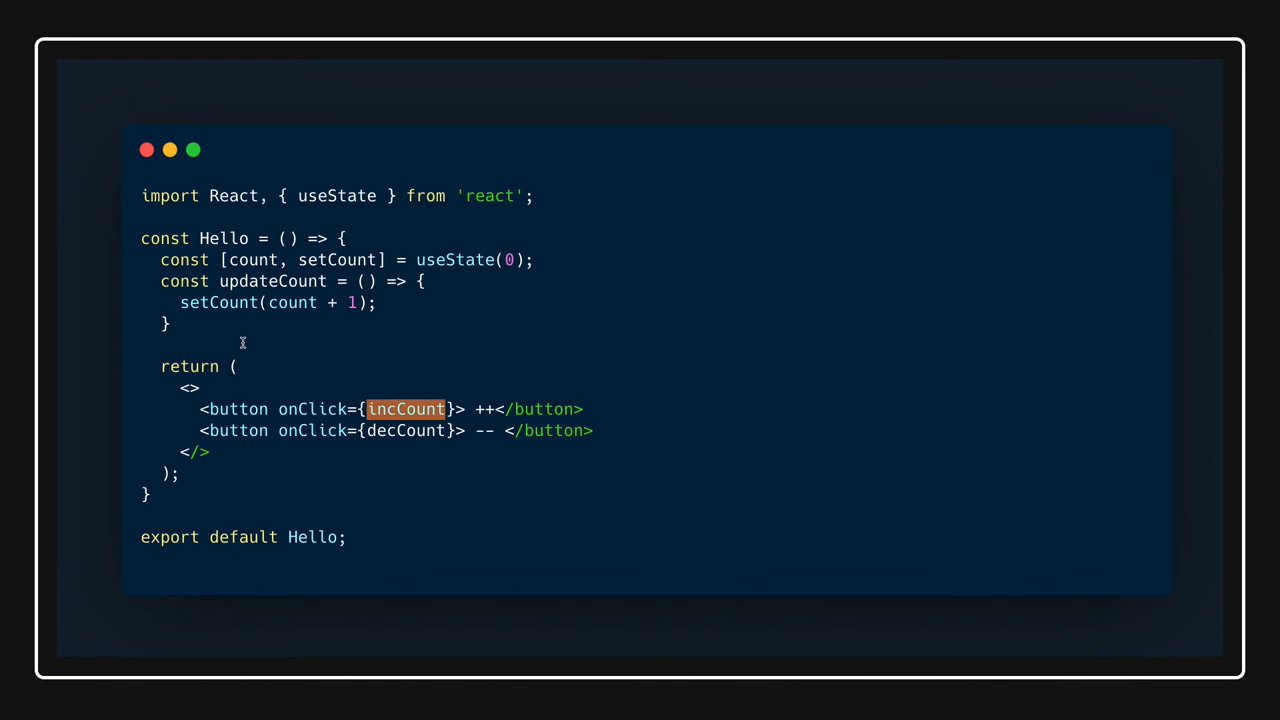 import React, { useState } from 'react';
const Hello = () => {
  const [count, setCount] = useState(0);
  const updateCount = () => {
    setCount(count + 1);
  }
  return (
    <>
      <button onClick={incCount}> ++</button>
      <button onClick={decCount}> -- </button>
    </>
  );
}
export default Hello;